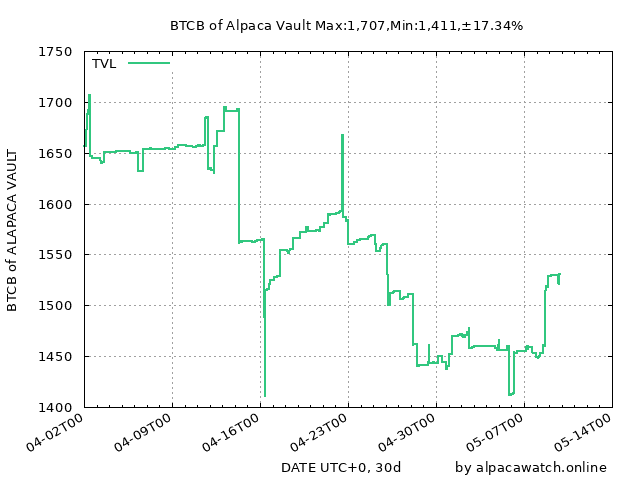 BTCB of Alpaca Vault Max:1,707,Min:1,411,±17.34%
TVL
1750
1700
1650
1600
1550
1500
1450
1400
BTCB of ALAPACA VAULT
04-02T00
04-09T00
04-16T00
04-23T00
04-30T00
05-07T00
05-14T00
DATE UTC+0, 30d
by alpacawatch.online